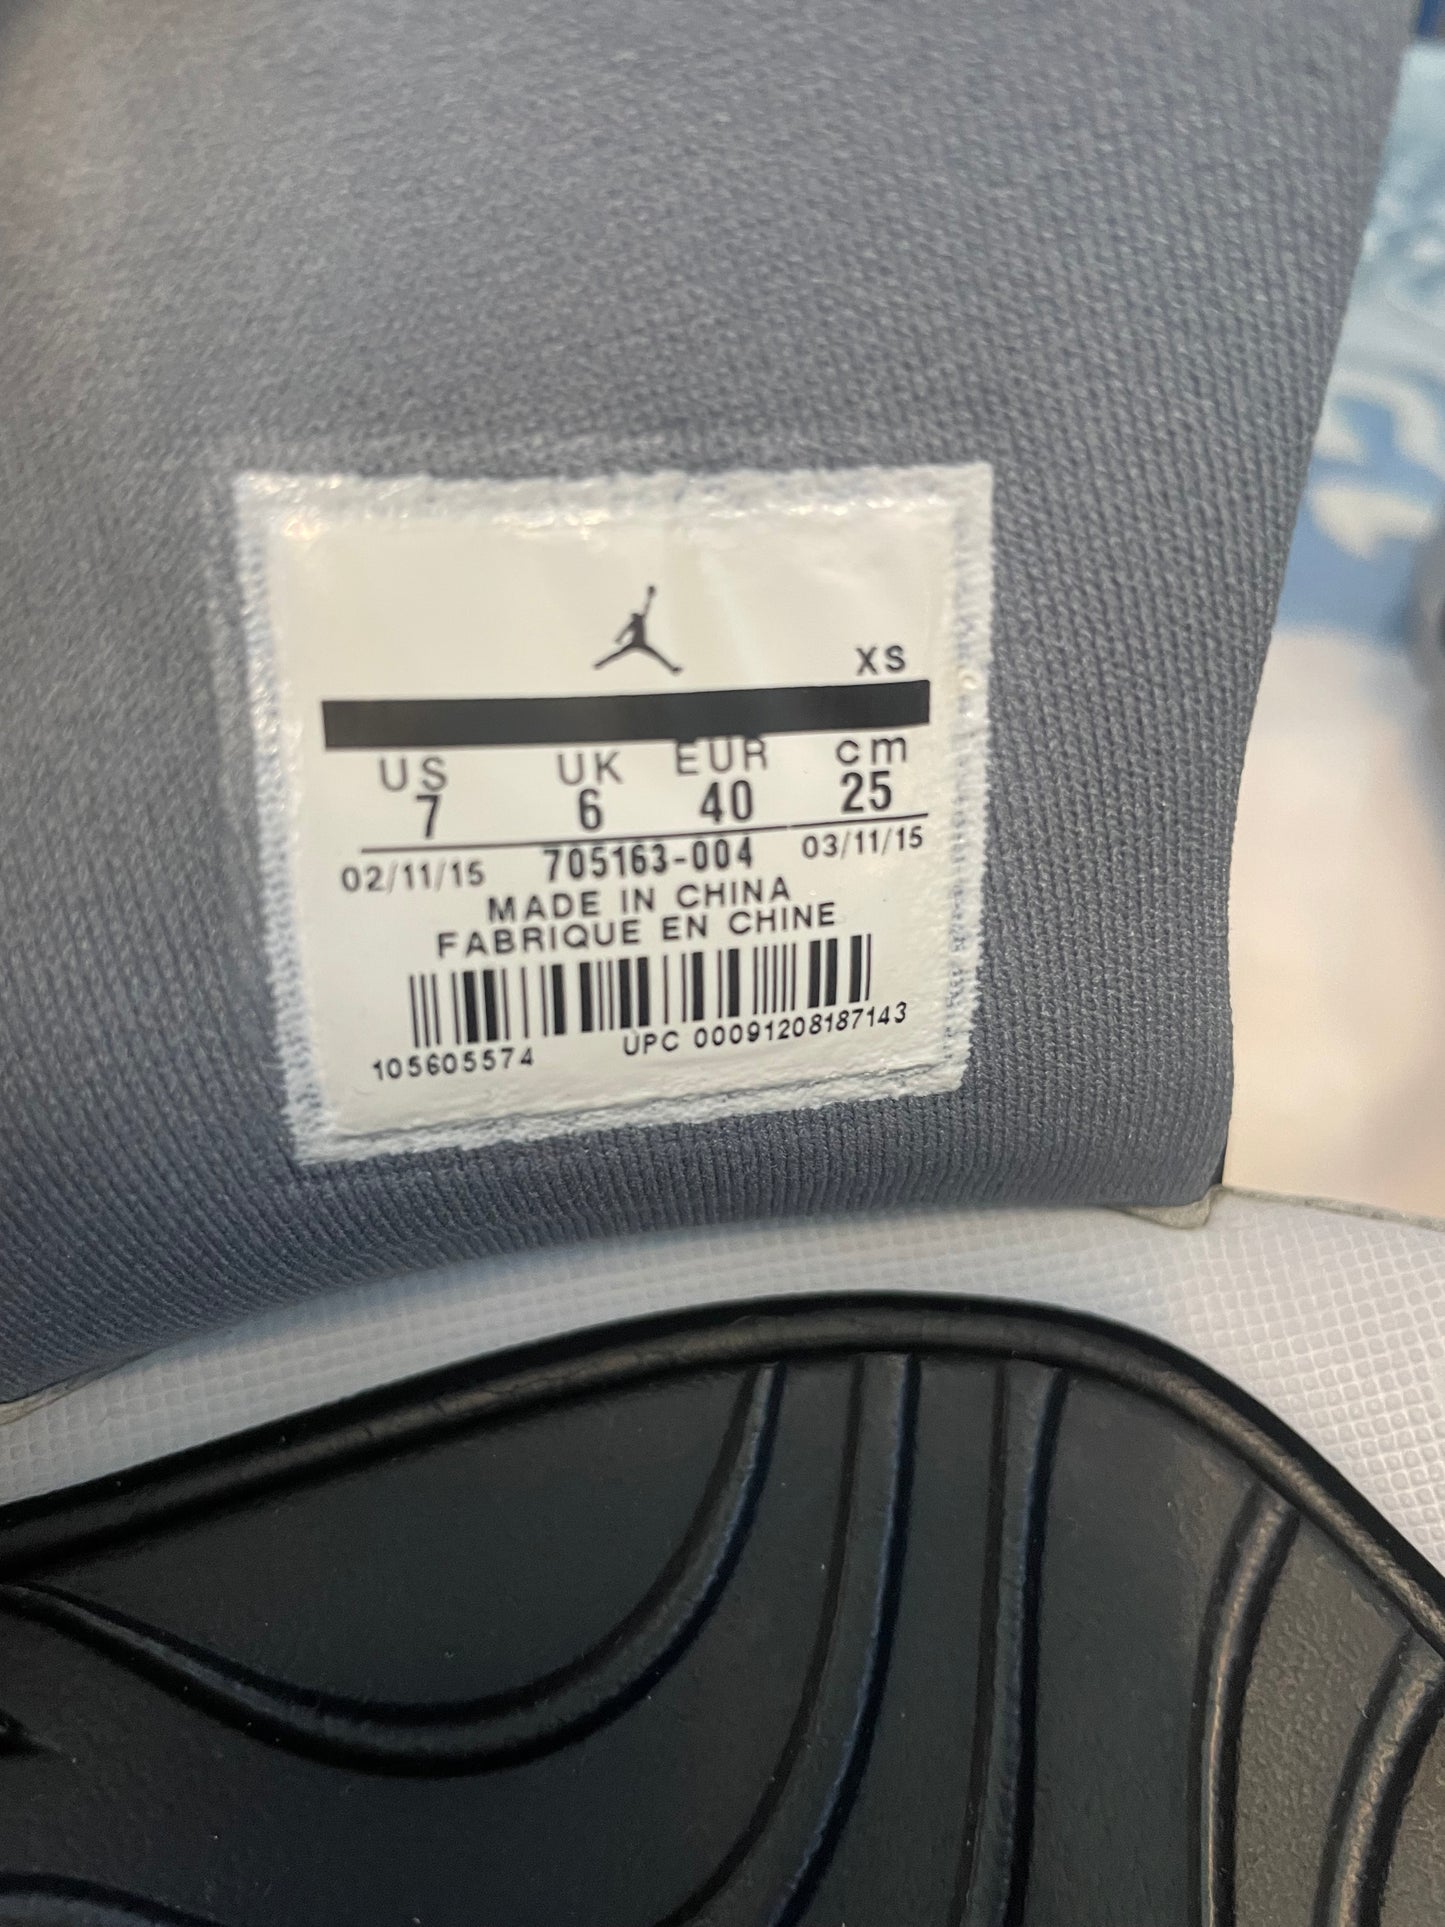 XS
US UK EUR cm
7 6 40 25
02/11/15 705163-004 03/11/15
MADE IN CHINA
FABRIQUE EN CHINE
105605574 UPC 00091208187143